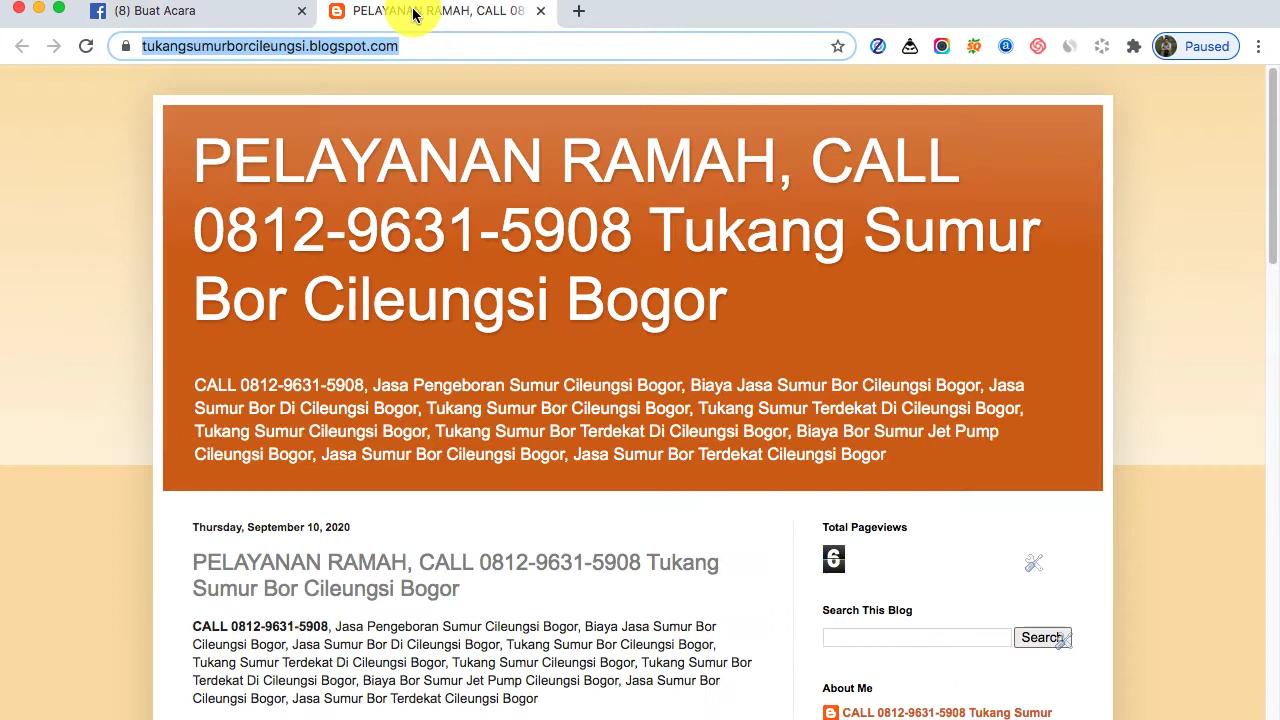 (8) Buat Acara
PELAYANAN RAMAH, CALL 08
tukangsumurborcileungsi.blogspot.com
Paused
PELAYANAN RAMAH, CALL
0812-9631-5908 Tukang Sumur
Bor Cileungsi Bogor
CALL 0812-9631-5908, Jasa Pengeboran Sumur Cileungsi Bogor, Biaya Jasa Sumur Bor Cileungsi Bogor, Jasa
Sumur Bor Di Cileungsi Bogor, Tukang Sumur Bor Cileungsi Bogor, Tukang Sumur Terdekat Di Cileungsi Bogor,
Tukang Sumur Cileungsi Bogor, Tukang Sumur Bor Terdekat Di Cileungsi Bogor, Biaya Bor Sumur Jet Pump
Cileungsi Bogor, Jasa Sumur Bor Cileungsi Bogor, Jasa Sumur Bor Terdekat Cileungsi Bogor
Thursday, September 10, 2020
PELAYANAN RAMAH, CALL 0812-9631-5908 Tukang
Sumur Bor Cileungsi Bogor
CALL 0812-9631-5908, Jasa Pengeboran Sumur Cileungsi Bogor, Biaya Jasa Sumur Bor
Cileungsi Bogor, Jasa Sumur Bor Di Cileungsi Bogor, Tukang Sumur Bor Cileungsi Bogor,
Tukang Sumur Terdekat Di Cileungsi Bogor, Tukang Sumur Cileungsi Bogor, Tukang Sumur Bor
Terdekat Di Cileungsi Bogor, Biaya Bor Sumur Jet Pump Cileungsi Bogor, Jasa Sumur Bor
Cileungsi Bogor, Jasa Sumur Bor Terdekat Cileungsi Bogor
Total Pageviews
6
Search This Blog
Search
About Me
CALL 0812-9631-5908 Tukang Sumur